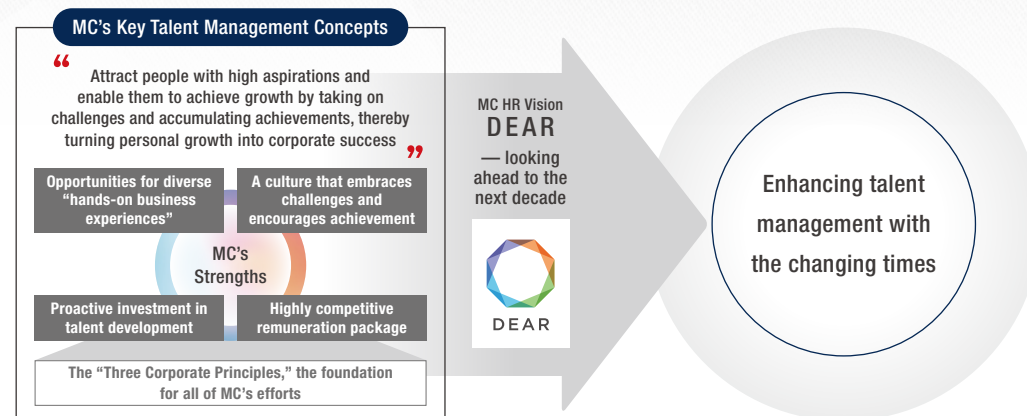 MC's Key Talent Management Concepts
“
Attract people with high aspirations and
enable them to achieve growth by taking on
challenges and accumulating achievements, thereby
turning personal growth into corporate success
”
Opportunities for diverse
“hands-on business
experiences”
A culture that embraces
challenges and
encourages achievement
MC's
Strengths
Proactive investment in
talent development
Highly competitive
remuneration package
The “Three Corporate Principles,” the foundation
for all of MC's efforts
MC HR Vision
DEAR
— looking
ahead to the
next decade
DEAR
Enhancing talent
management with
the changing times